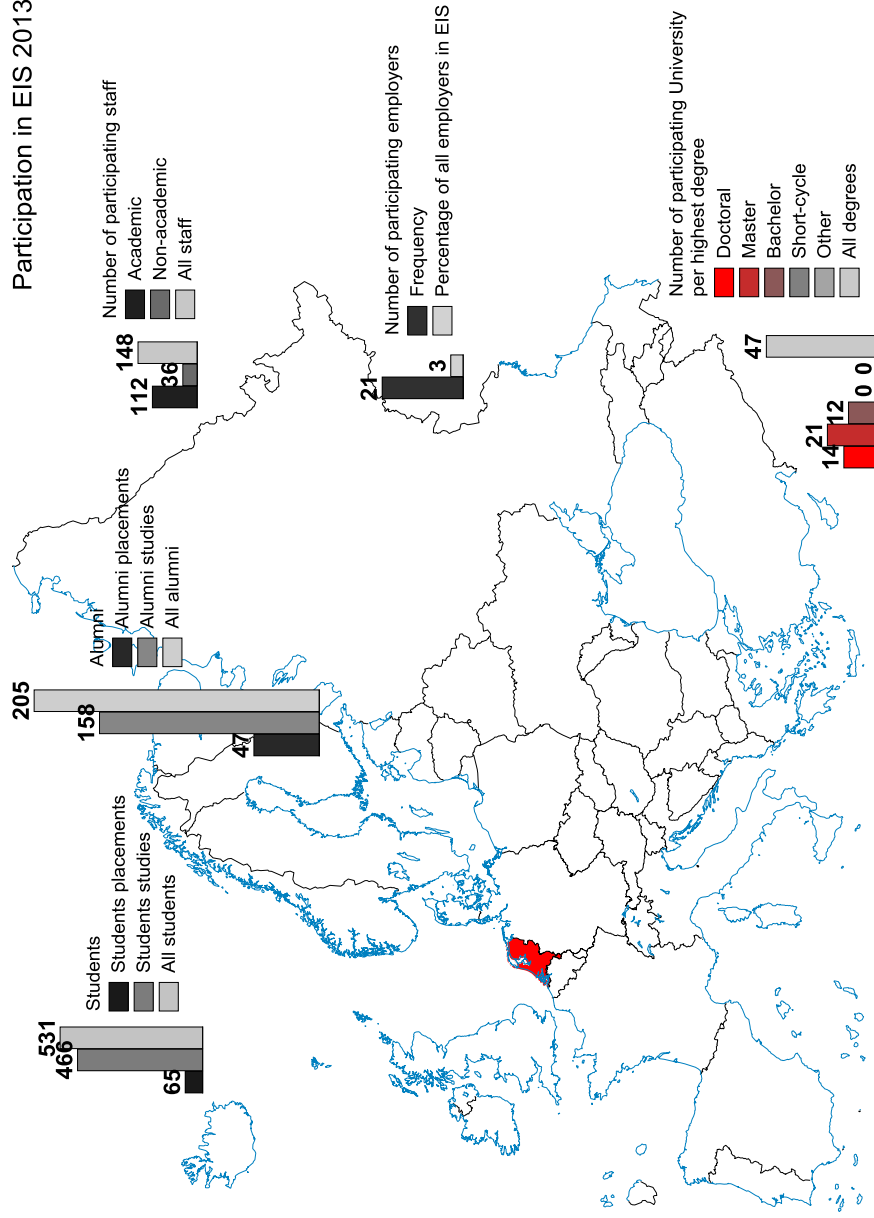 Participation in EIS 2013
Students
Students placements
Students studies
All students
65
466
531
Alumni
Alumni placements
Alumni studies
All alumni
47
158
205
Number of participating staff
Academic
Non-academic
All staff
112
36
148
Number of participating employers
Frequency
Percentage of all employers in EIS
21
3
Number of participating University
per highest degree
Doctoral
Master
Bachelor
Short-cycle
Other
All degrees
14
21
12
0
0
47